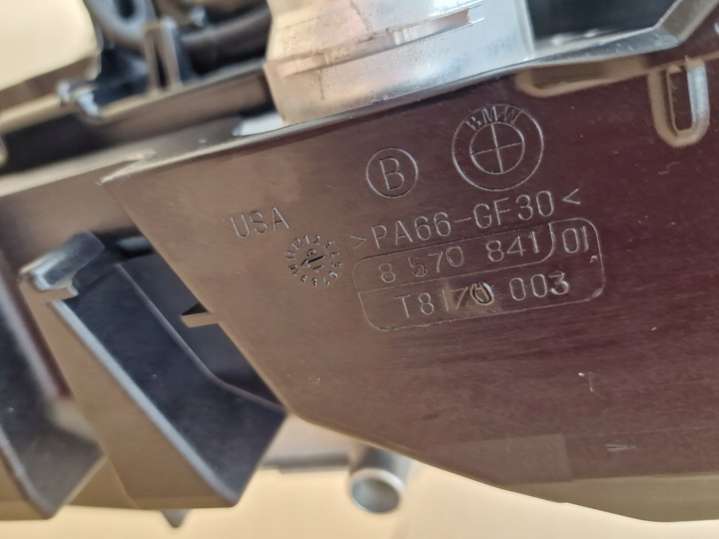 BMW
B
USA
>PA66-GF30<
8 570 841 01
T8170 003